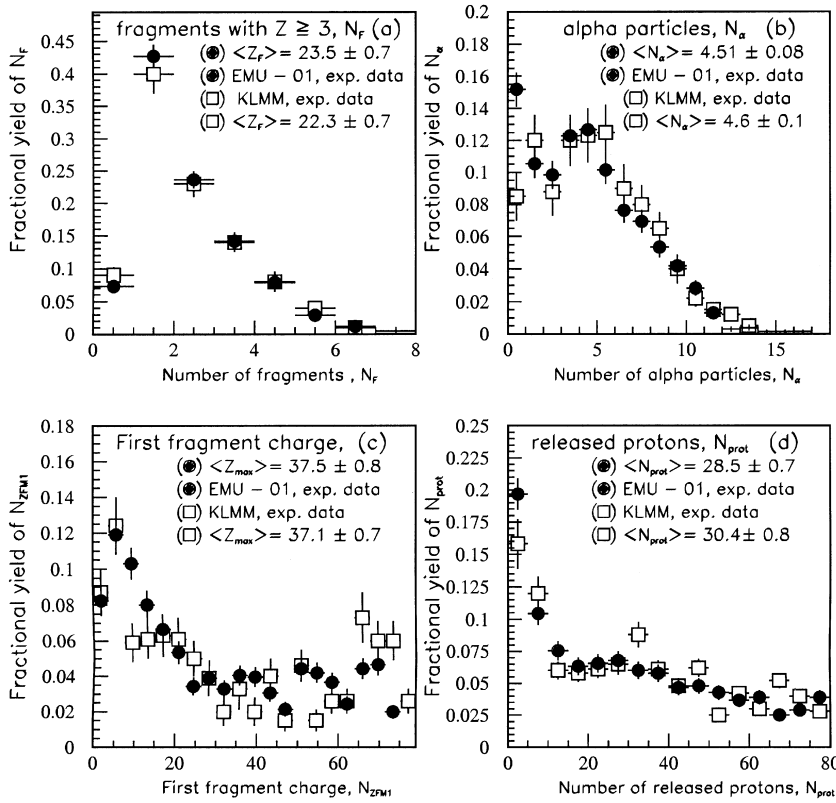 fragments with Z ≥ 3, N_F (a)
(●) <Z_F> = 23.5 ± 0.7
(●) EMU − 01, exp. data
(□) KLMM, exp. data
(□) <Z_F> = 22.3 ± 0.7
Fractional yield of N_F
0.45
0.4
0.35
0.3
0.25
0.2
0.15
0.1
0.05
0
0 2 4 6 8
Number of fragments , N_F
alpha particles, N_α
(b)
(●) <N_α> = 4.51 ± 0.08
(●) EMU − 01, exp. data
□ KLMM, exp. data
(□) <N_α> = 4.6 ± 0.1
Fractional yield of N_α
0.2
0.18
0.16
0.14
0.12
0.1
0.08
0.06
0.04
0.02
0
0 5 10 15
Number of alpha particles, N_α
First fragment charge, (c)
(●) <Z_max> = 37.5 ± 0.8
● EMU − 01, exp. data
□ KLMM, exp. data
□ <Z_max> = 37.1 ± 0.7
Fractional yield of N_ZFM1
0.18
0.16
0.14
0.12
0.1
0.08
0.06
0.04
0.02
0
0 10 20 30 40 50 60 70
First fragment charge, N_ZFM1
released protons, N_prot (d)
(●) <N_prot> = 28.5 ± 0.7
(●) EMU − 01, exp. data
(□) KLMM, exp. data
(□) <N_prot> = 30.4 ± 0.8
Fractional yield of N_prot
0.25
0.225
0.2
0.175
0.15
0.125
0.1
0.075
0.05
0.025
0
0 20 40 60 80
Number of released protons, N_prot